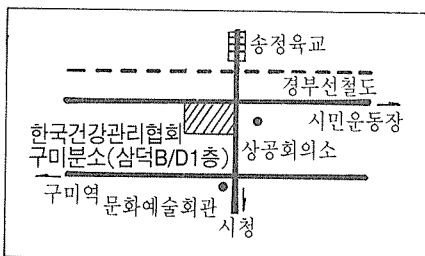 송정육교
경부선철도
시민운동장
한국건강관리협회
구미분소(삼덕B/D1층)
상공회의소
구미역
문화예술회관
시청